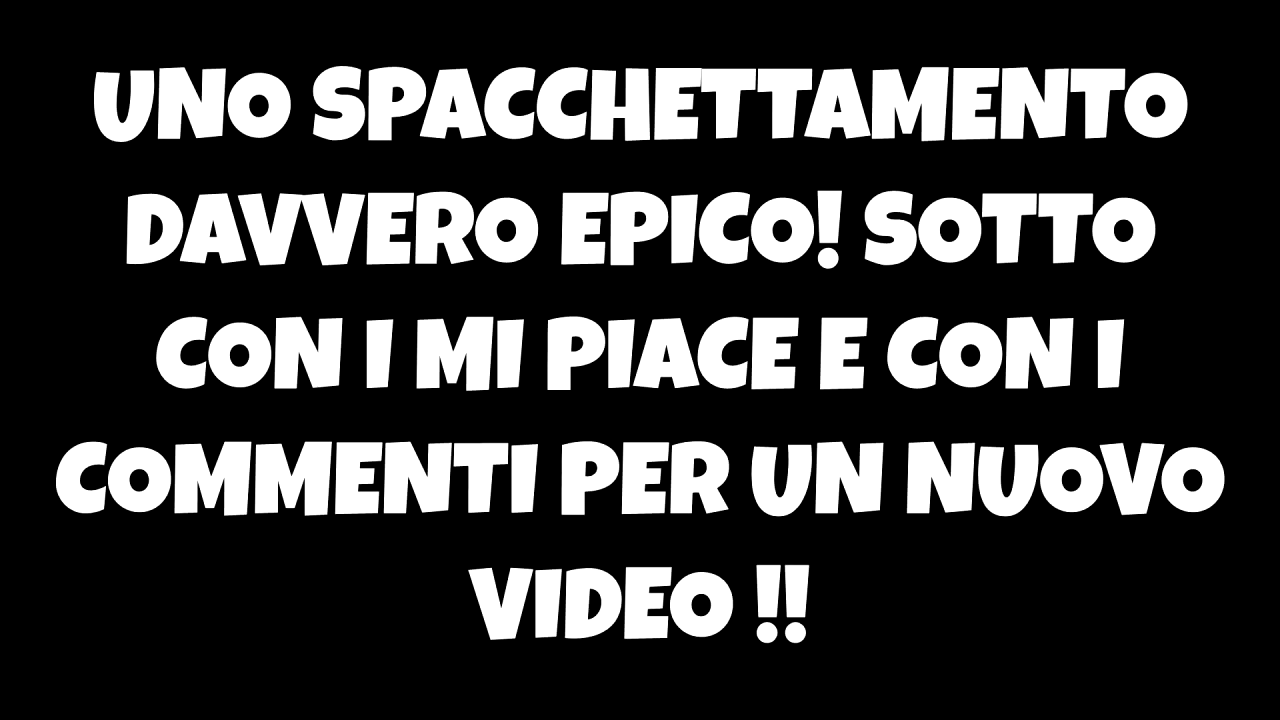 UNO SPACCHETTAMENTO
DAVVERO EPICO! SOTTO
CON I MI PIACE E CON I
COMMENTI PER UN NUOVO
VIDEO !!